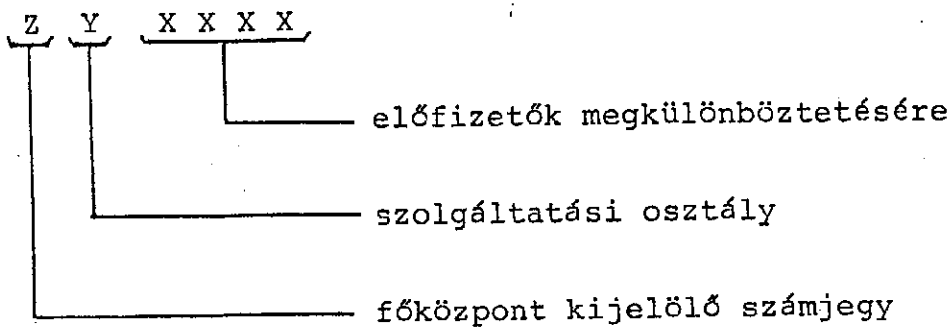 Z Y X X X X
előfizetők megkülönböztetésére
szolgáltatási osztály
főközpont kijelölő számjegy